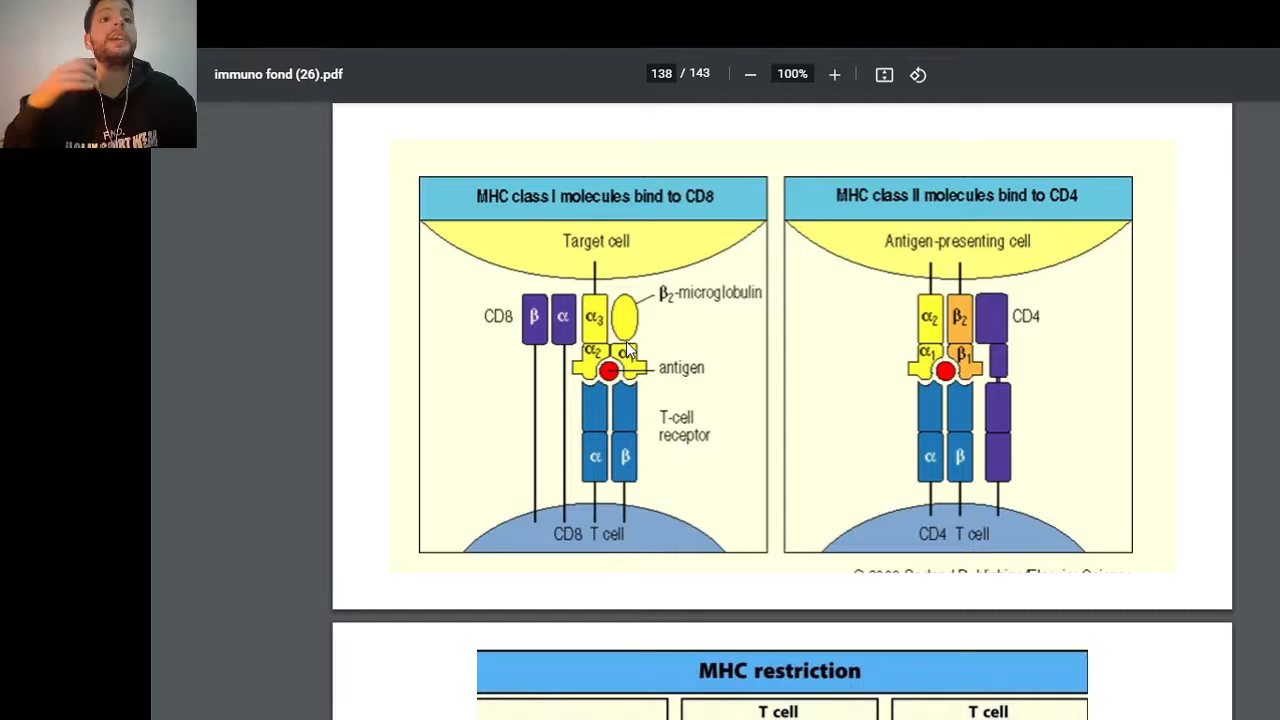 immuno fond (26).pdf
138 / 143
100%
MHC class I molecules bind to CD8
Target cell
β2-microglobulin
CD8
β
α
α3
α2
antigen
T-cell
receptor
α
β
CD8 T cell
MHC class II molecules bind to CD4
Antigen-presenting cell
α2
β2
CD4
α1
β1
α
β
CD4 T cell
MHC restriction
T cell
T cell